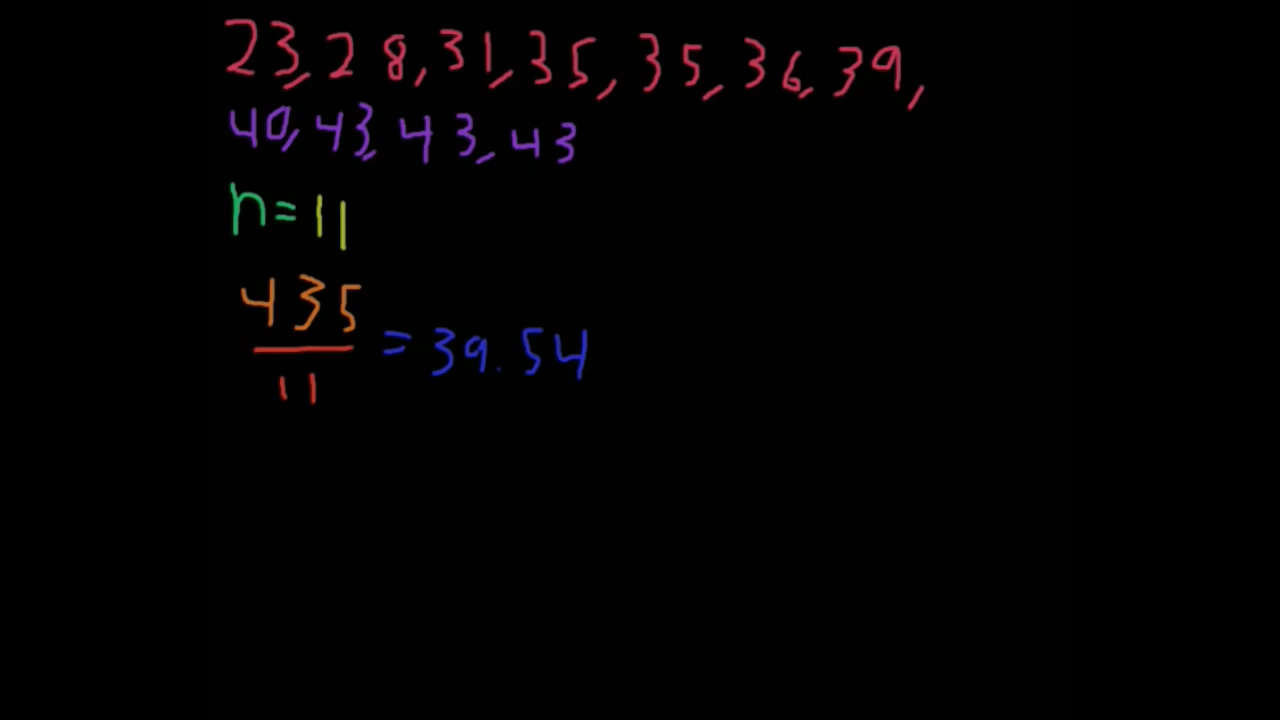 23, 28, 31, 35, 35, 36, 39,
40, 43, 43, 43
n = 11
435
11
= 39.54